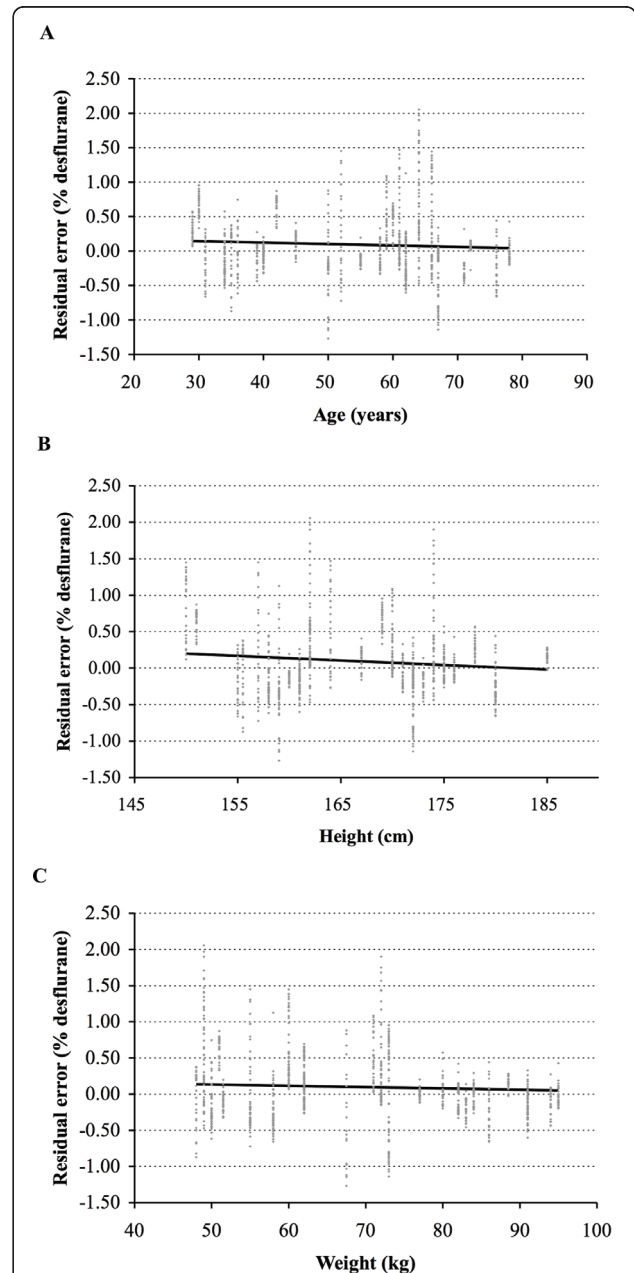 A
Residual error (% desflurane)
2.50
2.00
1.50
1.00
0.50
0.00
-0.50
-1.00
-1.50
20 30 40 50 60 70 80 90
Age (years)
B
Residual error (% desflurane)
2.50
2.00
1.50
1.00
0.50
0.00
-0.50
-1.00
-1.50
145 155 165 175 185
Height (cm)
C
Residual error (% desflurane)
2.50
2.00
1.50
1.00
0.50
0.00
-0.50
-1.00
-1.50
40 50 60 70 80 90 100
Weight (kg)